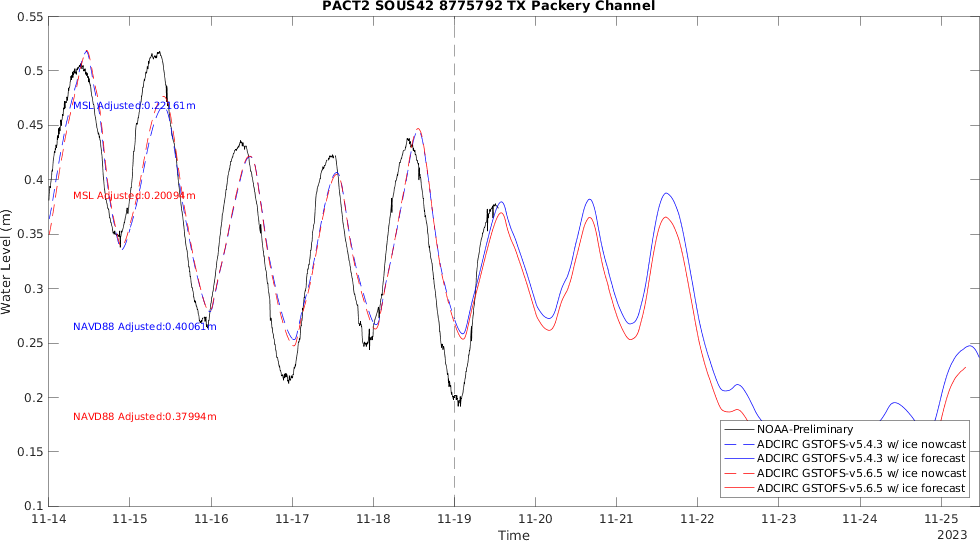 PACT2 SOUS42 8775792 TX Packery Channel
Water Level (m)
0.55
0.5
0.45
0.4
0.35
0.3
0.25
0.2
0.15
0.1
MSL Adjusted:0.22161m
MSL Adjusted:0.20094m
NAVD88 Adjusted:0.40061m
NAVD88 Adjusted:0.37994m
NOAA-Preliminary
ADCIRC GSTOFS-v5.4.3 w/ ice nowcast
ADCIRC GSTOFS-v5.4.3 w/ ice forecast
ADCIRC GSTOFS-v5.6.5 w/ ice nowcast
ADCIRC GSTOFS-v5.6.5 w/ ice forecast
11-14 11-15 11-16 11-17 11-18 11-19 11-20 11-21 11-22 11-23 11-24 11-25
Time
2023